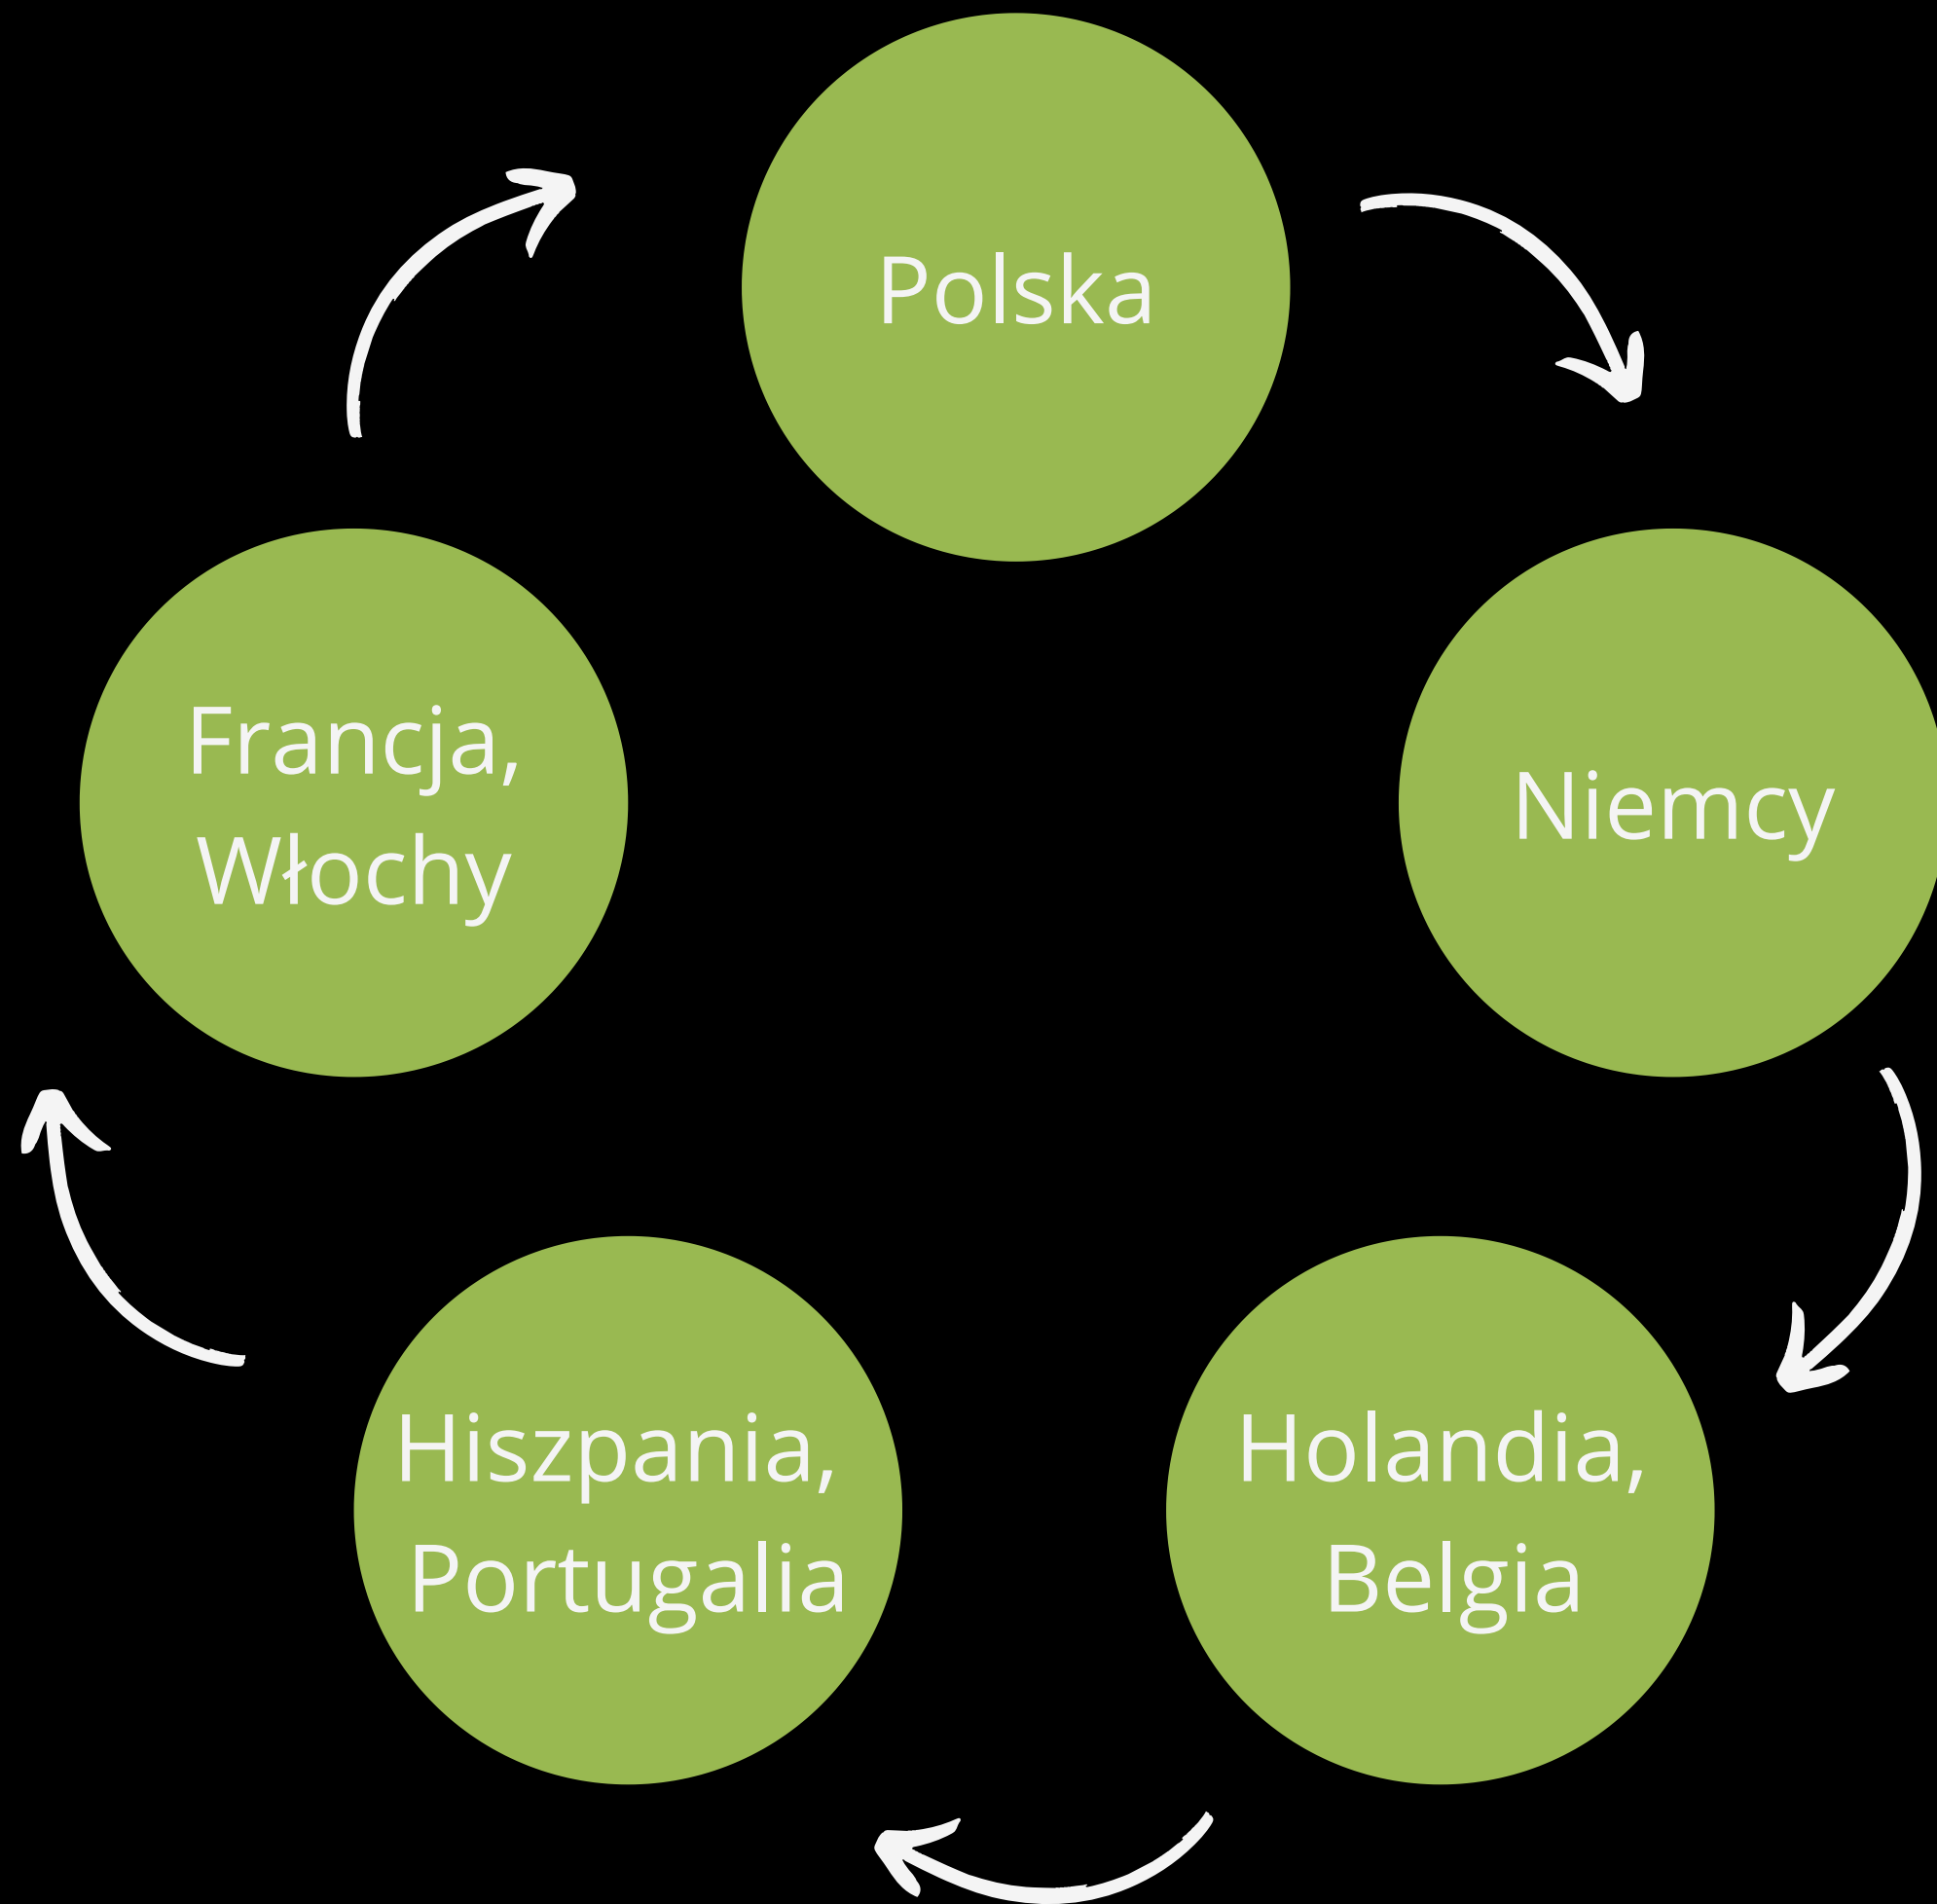 Polska
Niemcy
Holandia,
Belgia
Hiszpania,
Portugalia
Francja,
Włochy